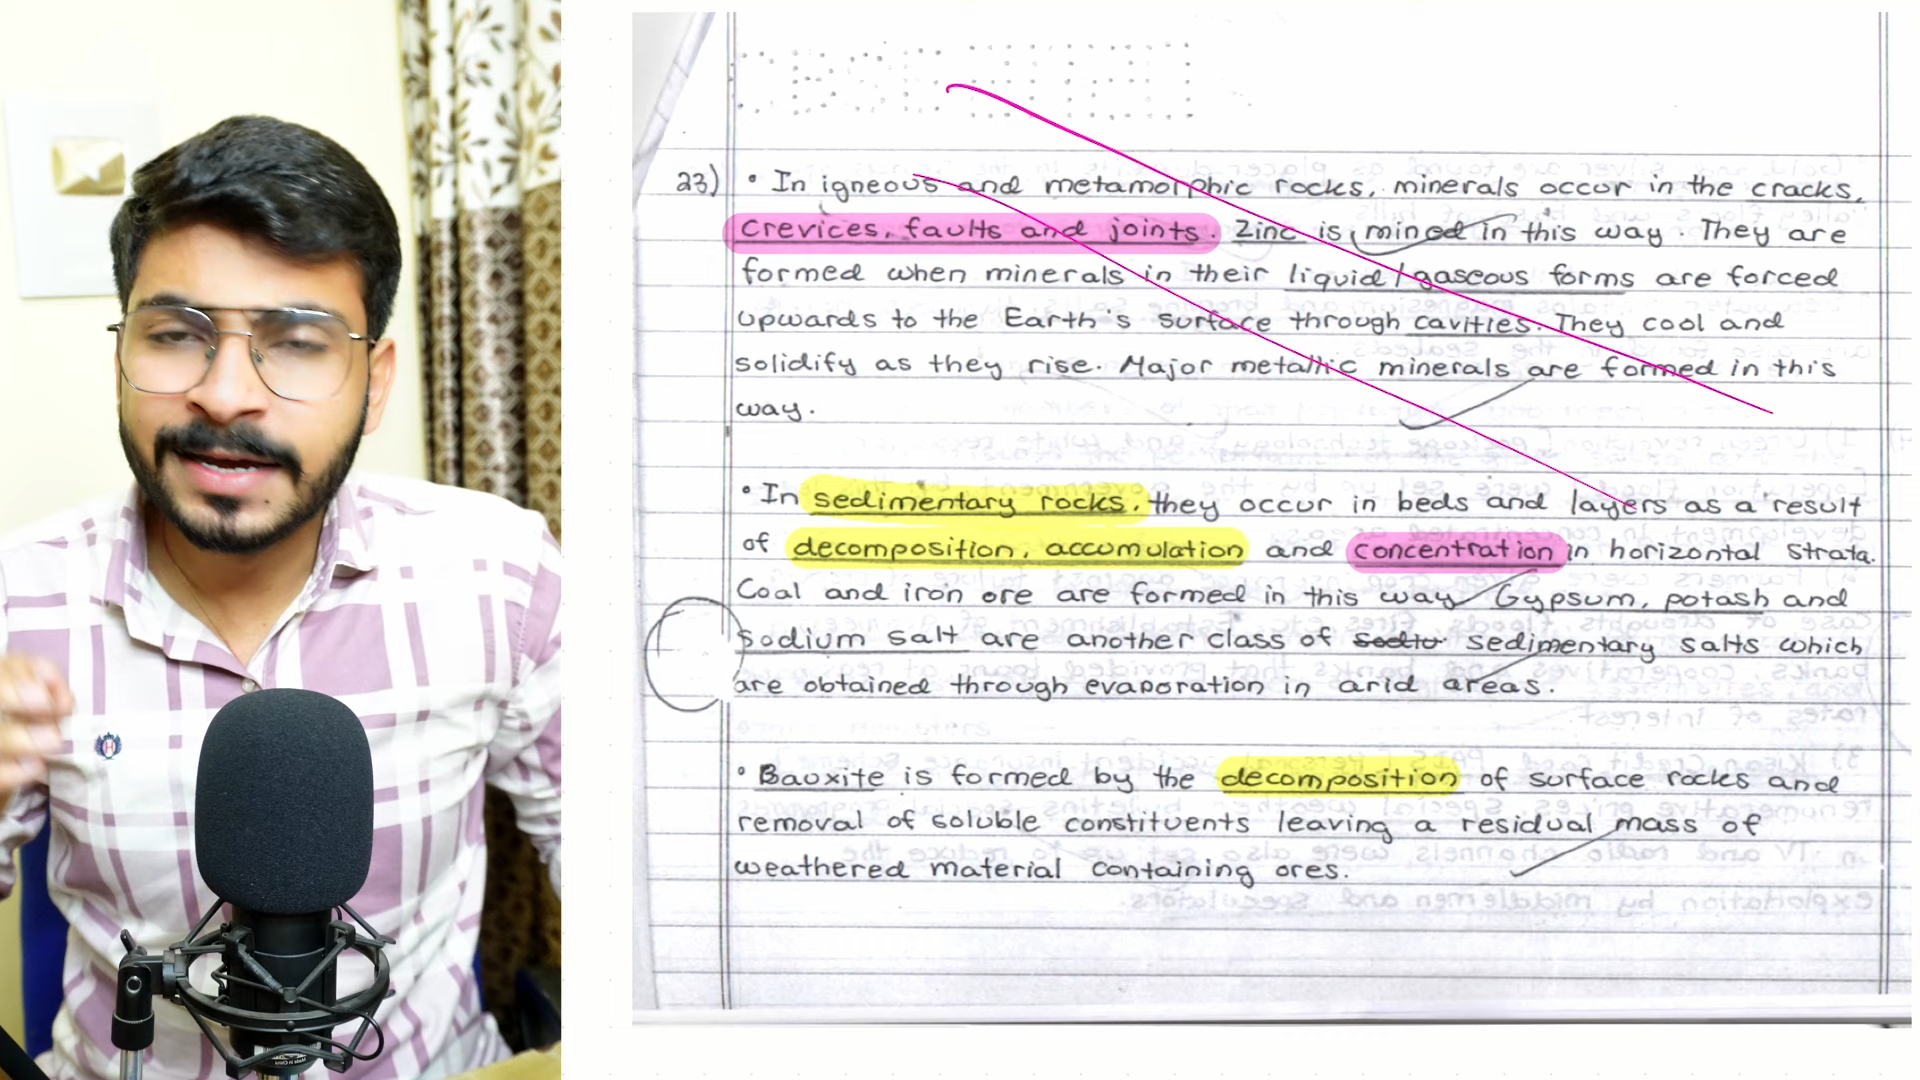 23) • In igneous and metamorphic rocks, minerals occur in the cracks,
crevices, faults and joints. Zinc is mined in this way. They are
formed when minerals in their liquid/gaseous forms are forced
upwards to the Earth's surface through cavities. They cool and
solidify as they rise. Major metallic minerals are formed in this
way.
• In sedimentary rocks, they occur in beds and layers as a result
of decomposition, accumulation and concentration in horizontal strata.
Coal and iron ore are formed in this way. Gypsum, potash and
sodium salt are another class of sedimentary salts which
are obtained through evaporation in arid areas.
• Bauxite is formed by the decomposition of surface rocks and
removal of soluble constituents leaving a residual mass of
weathered material containing ores.